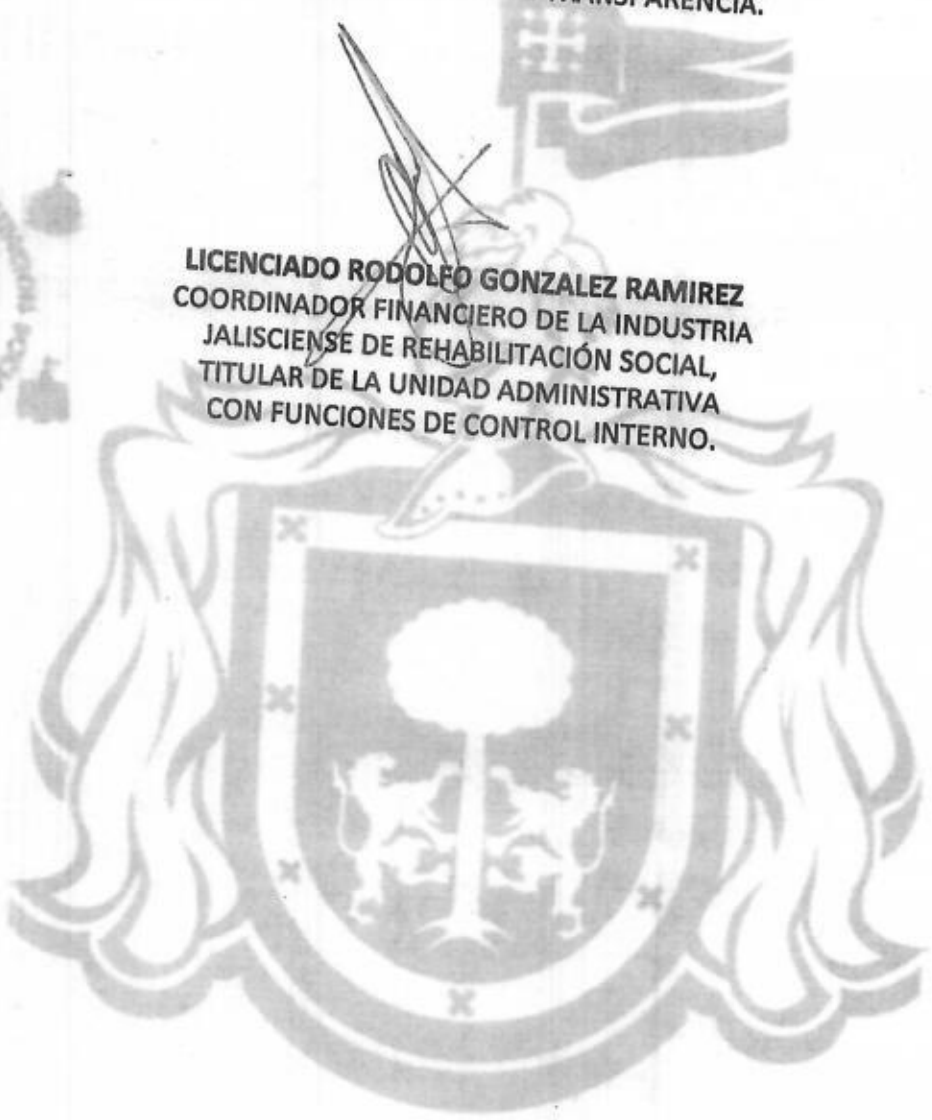 TRANSPARENCIA.
LICENCIADO RODOLFO GONZALEZ RAMIREZ
COORDINADOR FINANCIERO DE LA INDUSTRIA
JALISCIENSE DE REHABILITACIÓN SOCIAL,
TITULAR DE LA UNIDAD ADMINISTRATIVA
CON FUNCIONES DE CONTROL INTERNO.